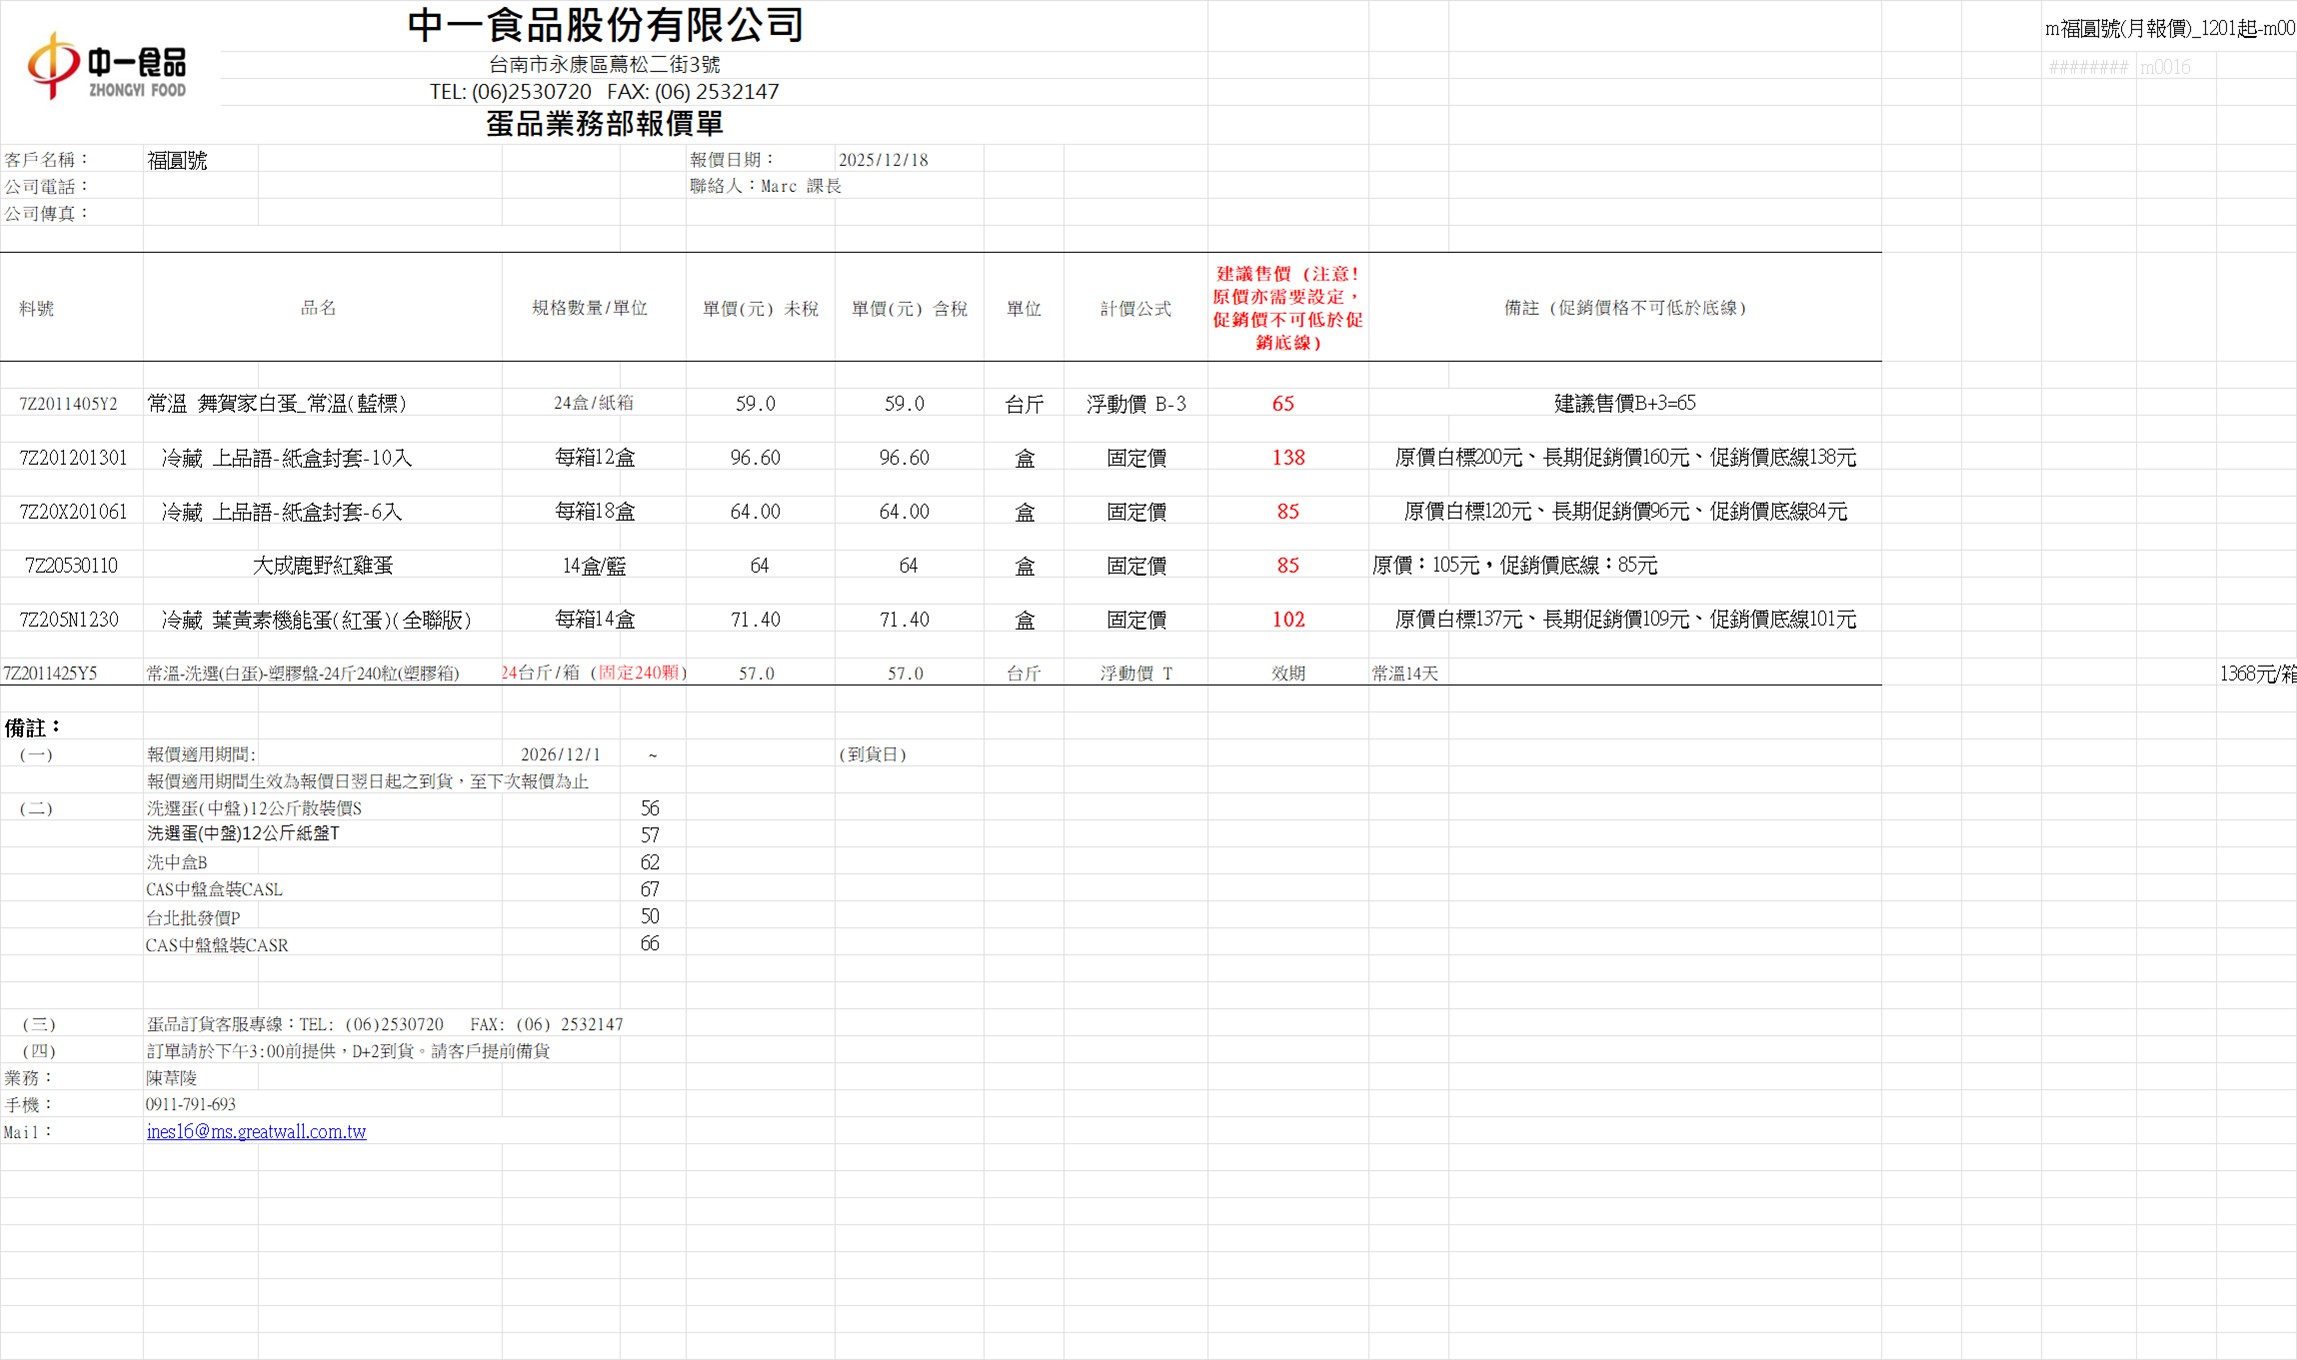 中一食品股份有限公司
m福圓號(月報價)_1201起-m00
中一食品
ZHONGYI FOOD
台南市永康區蔦松二街3號
######## m0016
TEL: (06)2530720 FAX: (06) 2532147
蛋品業務部報價單
客戶名稱： 福圓號 報價日期： 2025/12/18
公司電話： 聯絡人：Marc 課長
公司傳真：
料號 品名 規格數量/單位 單價(元) 未稅 單價(元) 含稅 單位 計價公式 建議售價 (注意!原價亦需要設定，促銷價不可低於促銷底線) 備註 (促銷價格不可低於底線)
7Z2011405Y2 常溫 舞賀家白蛋_常溫(藍標) 24盒/紙箱 59.0 59.0 台斤 浮動價 B-3 65 建議售價B+3=65
7Z201201301 冷藏 上品語-紙盒封套-10入 每箱12盒 96.60 96.60 盒 固定價 138 原價白標200元、長期促銷價160元、促銷價底線138元
7Z20X201061 冷藏 上品語-紙盒封套-6入 每箱18盒 64.00 64.00 盒 固定價 85 原價白標120元、長期促銷價96元、促銷價底線84元
7Z20530110 大成鹿野紅雞蛋 14盒/籃 64 64 盒 固定價 85 原價：105元，促銷價底線：85元
7Z205N1230 冷藏 葉黃素機能蛋(紅蛋)(全聯版) 每箱14盒 71.40 71.40 盒 固定價 102 原價白標137元、長期促銷價109元、促銷價底線101元
7Z2011425Y5 常溫-洗選(白蛋)-塑膠盤-24斤240粒(塑膠箱) 24台斤/箱 (固定240顆) 57.0 57.0 台斤 浮動價 T 效期 常溫14天 1368元/箱
備註：
(一) 報價適用期間: 2026/12/1 ~ (到貨日)
報價適用期間生效為報價日翌日起之到貨，至下次報價為止
(二) 洗選蛋(中盤)12公斤散裝價S 56
洗選蛋(中盤)12公斤紙盤T 57
洗中盒B 62
CAS中盤盒裝CASL 67
台北批發價P 50
CAS中盤盤裝CASR 66
(三) 蛋品訂貨客服專線：TEL: (06)2530720 FAX: (06) 2532147
(四) 訂單請於下午3:00前提供，D+2到貨。請客戶提前備貨
業務： 陳葦陵
手機： 0911-791-693
Mail： ines16@ms.greatwall.com.tw